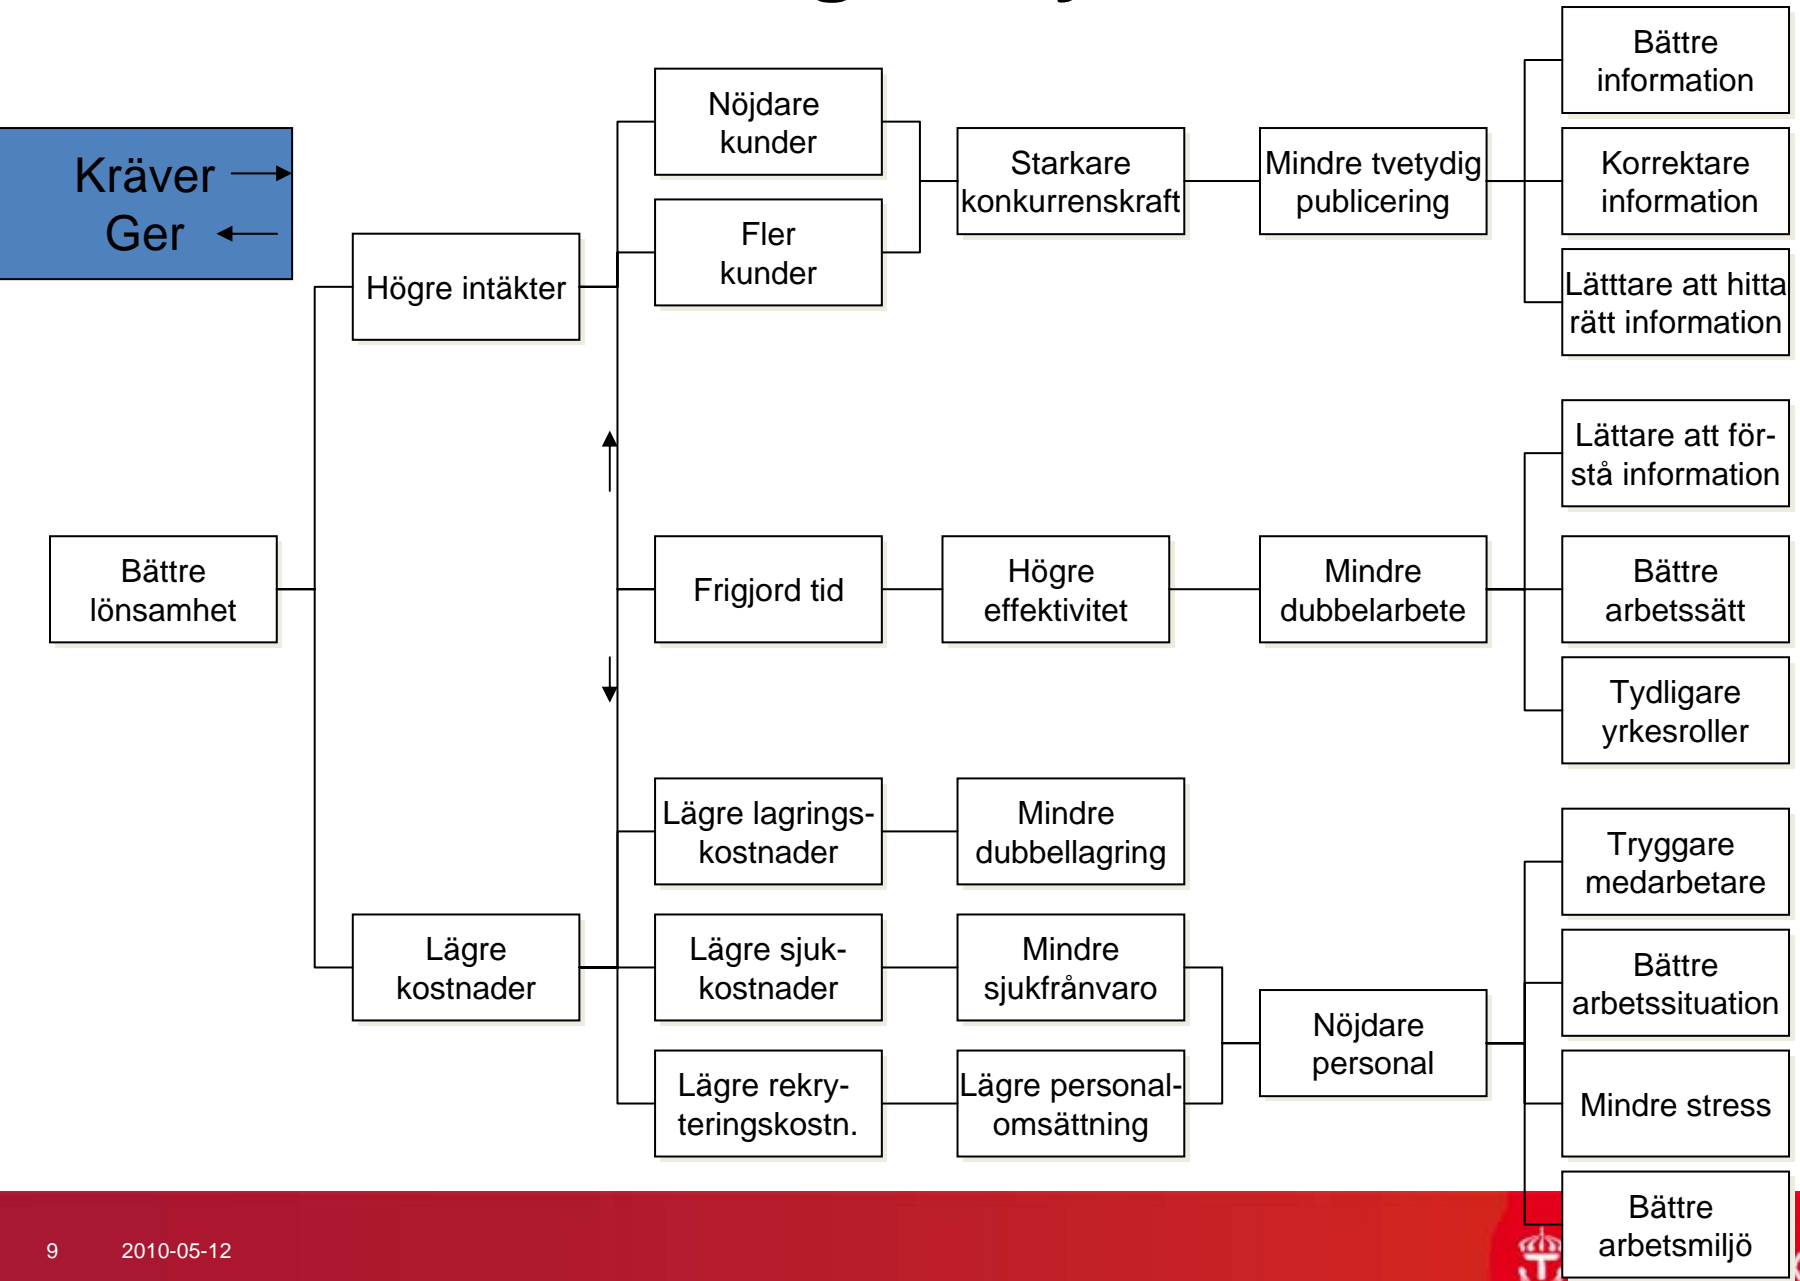 Kräver
Ger
Bättre
lönsamhet
Högre intäkter
Lägre
kostnader
Nöjdare
kunder
Fler
kunder
Frigjord tid
Lägre lagrings-
kostnader
Lägre sjuk-
kostnader
Lägre rekry-
teringskostn.
Starkare
konkurrenskraft
Högre
effektivitet
Mindre
dubbellagring
Mindre
sjukfrånvaro
Lägre personal-
omsättning
Mindre tvetydig
publicering
Mindre
dubbelarbete
Nöjdare
personal
Bättre
information
Korrektare
information
Lätttare att hitta
rätt information
Lättare att för-
stå information
Bättre
arbetssätt
Tydligare
yrkesroller
Tryggare
medarbetare
Bättre
arbetssituation
Mindre stress
Bättre
arbetsmiljö
9 2010-05-12